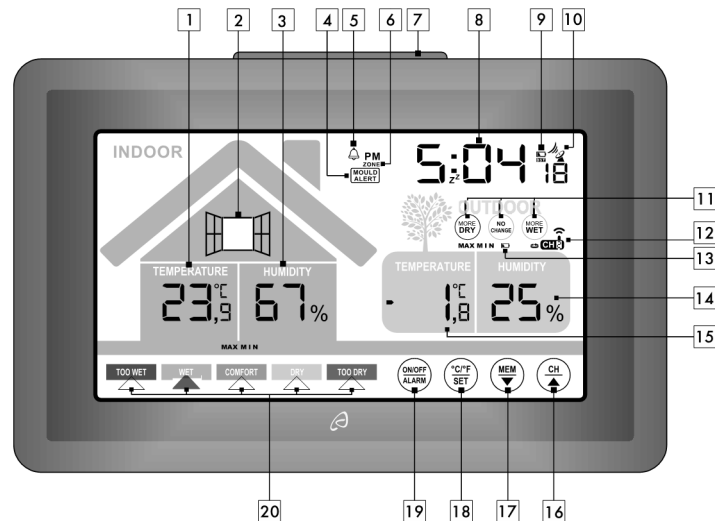 1 2 3 4 5 6 7 8 9 10
INDOOR
PM
ZONE
MOULD
ALERT
5:04
zz
18
OUTDOOR
MORE
DRY
NO
CHANGE
MORE
WET
11
12
MAX MIN
CH 3
13
TEMPERATURE HUMIDITY
23,9 °C 67 %
MAX MIN
TEMPERATURE HUMIDITY
1,8 °C 25 %
14
15
TOO WET WET COMFORT DRY TOO DRY
ON/OFF
ALARM
°C/°F
SET
MEM
CH
20 19 18 17 16